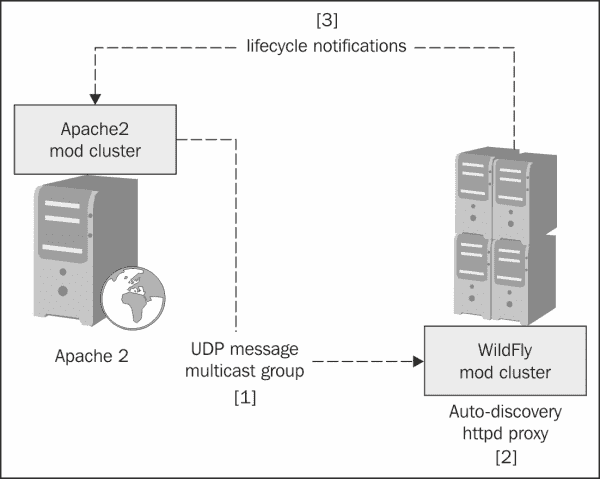 [3]
lifecycle notifications
Apache2
mod cluster
Apache 2
UDP message
multicast group
[1]
WildFly
mod cluster
Auto-discovery
httpd proxy
[2]